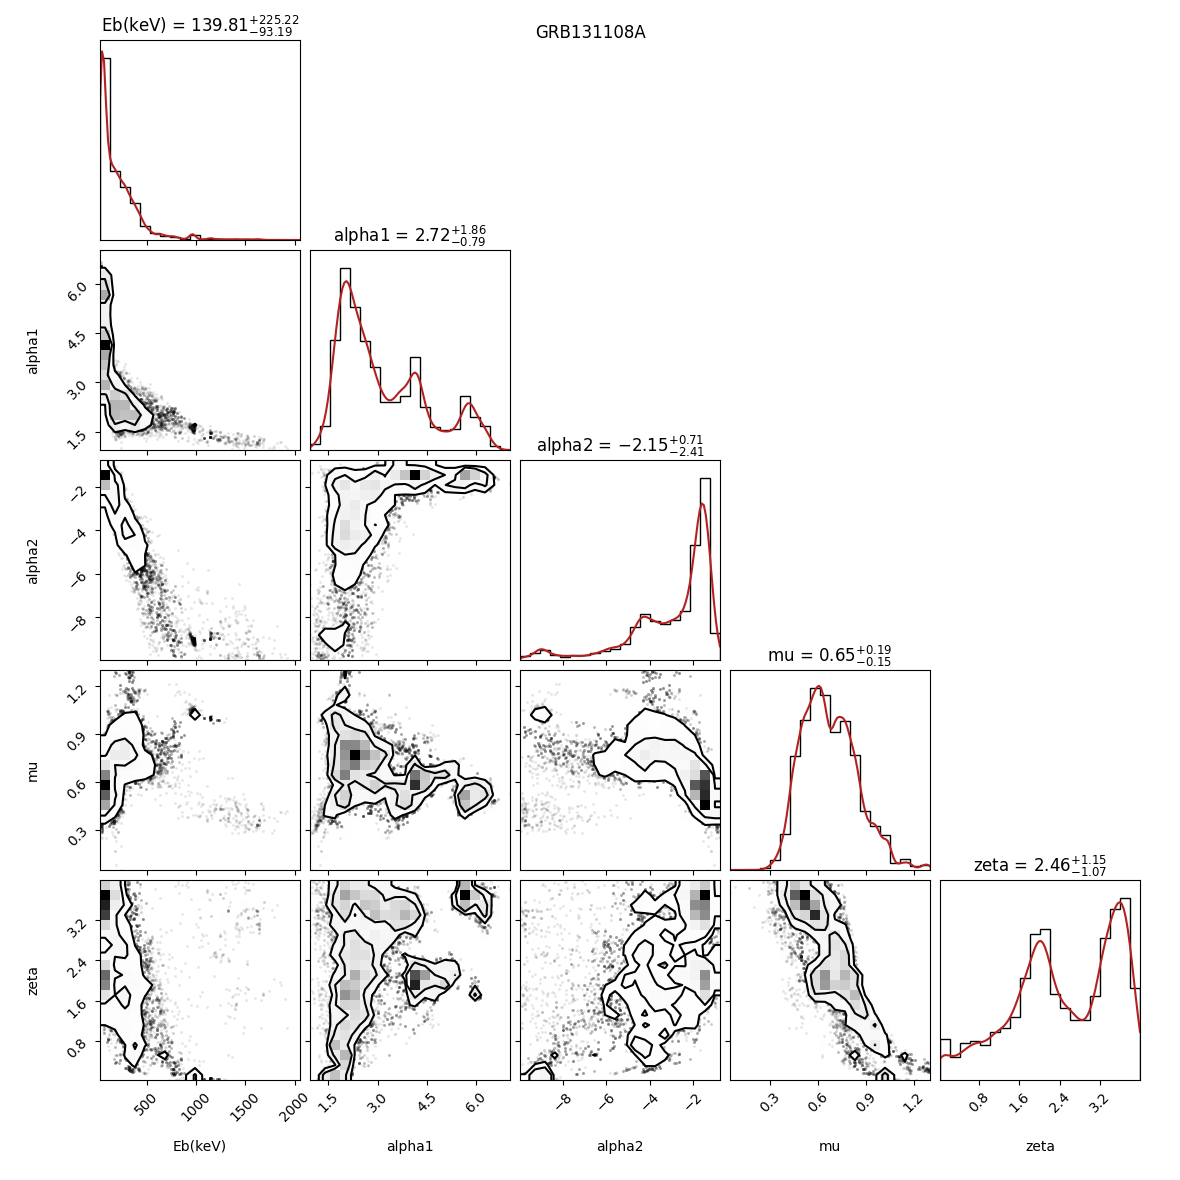 GRB131108A
Eb(keV) = 139.81+225.22 −93.19
alpha1 = 2.72+1.86 −0.79
alpha1
6.0
4.5
3.0
1.5
alpha2 = −2.15+0.71 −2.41
alpha2
−2
−4
−6
−8
mu = 0.65+0.19 −0.15
mu
1.2
0.9
0.6
0.3
zeta = 2.46+1.15 −1.07
zeta
3.2
2.4
1.6
0.8
500 1000 1500 2000
1.5 3.0 4.5 6.0
−8 −6 −4 −2
0.3 0.6 0.9 1.2
0.8 1.6 2.4 3.2
Eb(keV) alpha1 alpha2 mu zeta